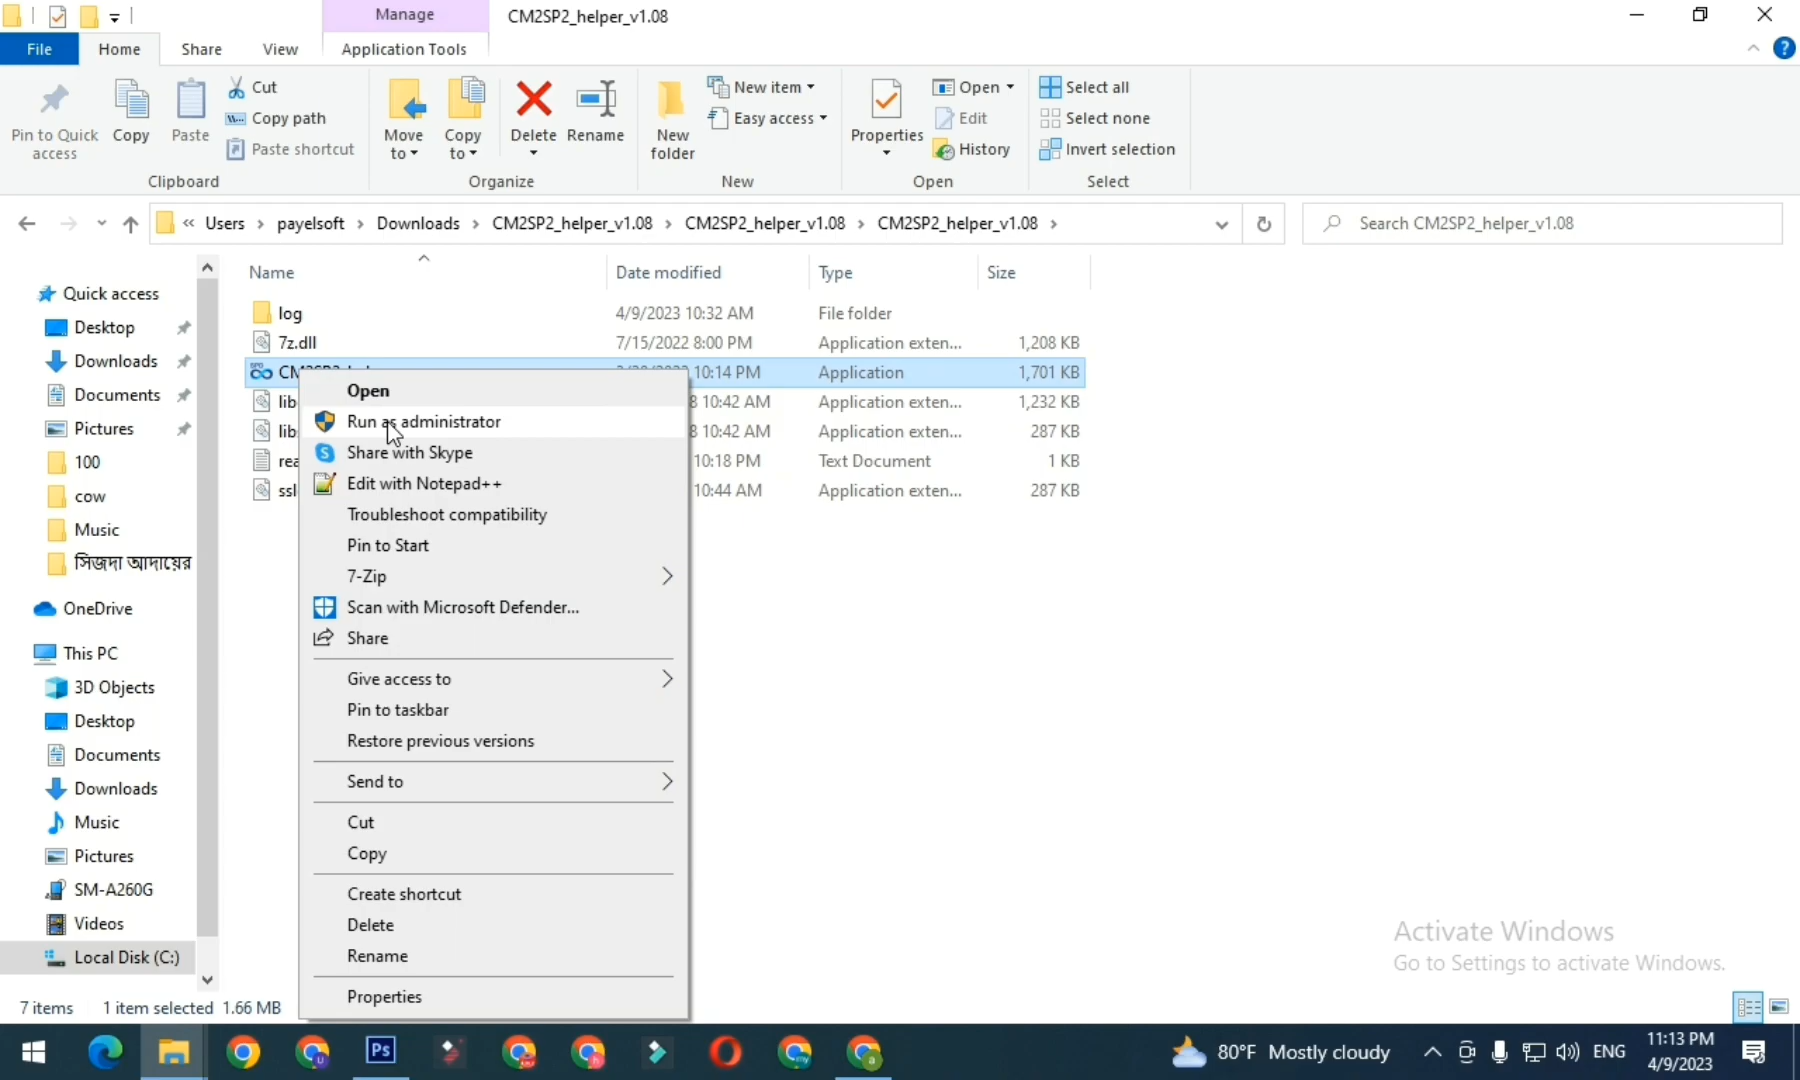 Manage
CM2SP2_helper_v1.08
File
Home
Share
View
Application Tools
Pin to Quick access
Copy
Paste
Cut
Copy path
Paste shortcut
Clipboard
Move to
Copy to
Delete
Rename
Organize
New folder
New item
Easy access
New
Properties
Open
Edit
History
Open
Select all
Select none
Invert selection
Select
« Users › payelsoft › Downloads › CM2SP2_helper_v1.08 › CM2SP2_helper_v1.08 › CM2SP2_helper_v1.08 ›
Search CM2SP2_helper_v1.08
Name Date modified Type Size
log 4/9/2023 10:32 AM File folder
7z.dll 7/15/2022 8:00 PM Application exten... 1,208 KB
10:14 PM Application 1,701 KB
lib 8 10:42 AM Application exten... 1,232 KB
lib 8 10:42 AM Application exten... 287 KB
rea 10:18 PM Text Document 1 KB
ssl 10:44 AM Application exten... 287 KB
Quick access
Desktop
Downloads
Documents
Pictures
100
cow
Music
সিজদা আদায়ের
OneDrive
This PC
3D Objects
Desktop
Documents
Downloads
Music
Pictures
SM-A260G
Videos
Local Disk (C:)
Open
Run as administrator
Share with Skype
Edit with Notepad++
Troubleshoot compatibility
Pin to Start
7-Zip
Scan with Microsoft Defender...
Share
Give access to
Pin to taskbar
Restore previous versions
Send to
Cut
Copy
Create shortcut
Delete
Rename
Properties
Activate Windows
Go to Settings to activate Windows.
7 items 1 item selected 1.66 MB
Ps
80°F Mostly cloudy
ENG
11:13 PM
4/9/2023